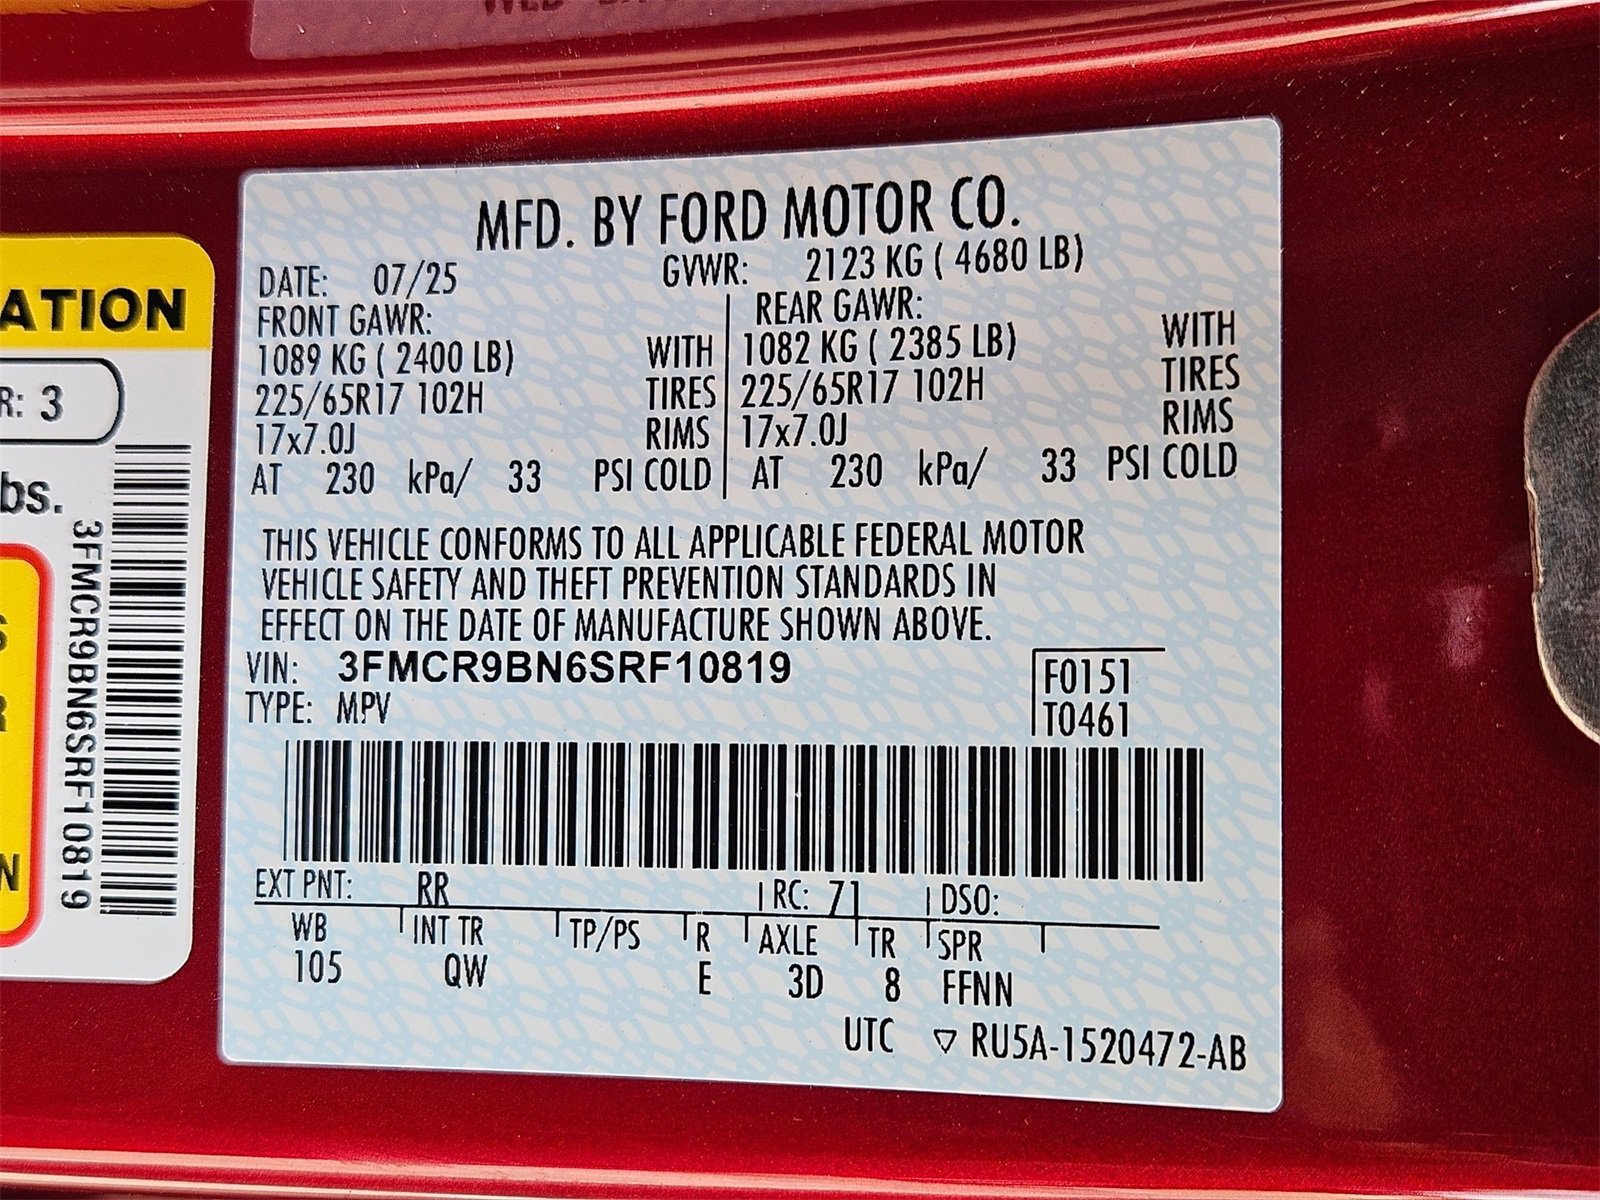 MFD. BY FORD MOTOR CO.
DATE: 07/25 GVWR: 2123 KG ( 4680 LB)
FRONT GAWR: REAR GAWR:
1089 KG ( 2400 LB) WITH 1082 KG ( 2385 LB) WITH
225/65R17 102H TIRES 225/65R17 102H TIRES
17x7.0J RIMS 17x7.0J RIMS
AT 230 kPa/ 33 PSI COLD AT 230 kPa/ 33 PSI COLD
THIS VEHICLE CONFORMS TO ALL APPLICABLE FEDERAL MOTOR
VEHICLE SAFETY AND THEFT PREVENTION STANDARDS IN
EFFECT ON THE DATE OF MANUFACTURE SHOWN ABOVE.
VIN: 3FMCR9BN6SRF10819 F0151
TYPE: MPV T0461
EXT PNT: RR RC: 71 DSO:
WB INT TR TP/PS R AXLE TR SPR
105 QW E 3D 8 FFNN
UTC ▽ RU5A-1520472-AB
ATION
R: 3
bs.
3FMCR9BN6SRF10819
S
R
N